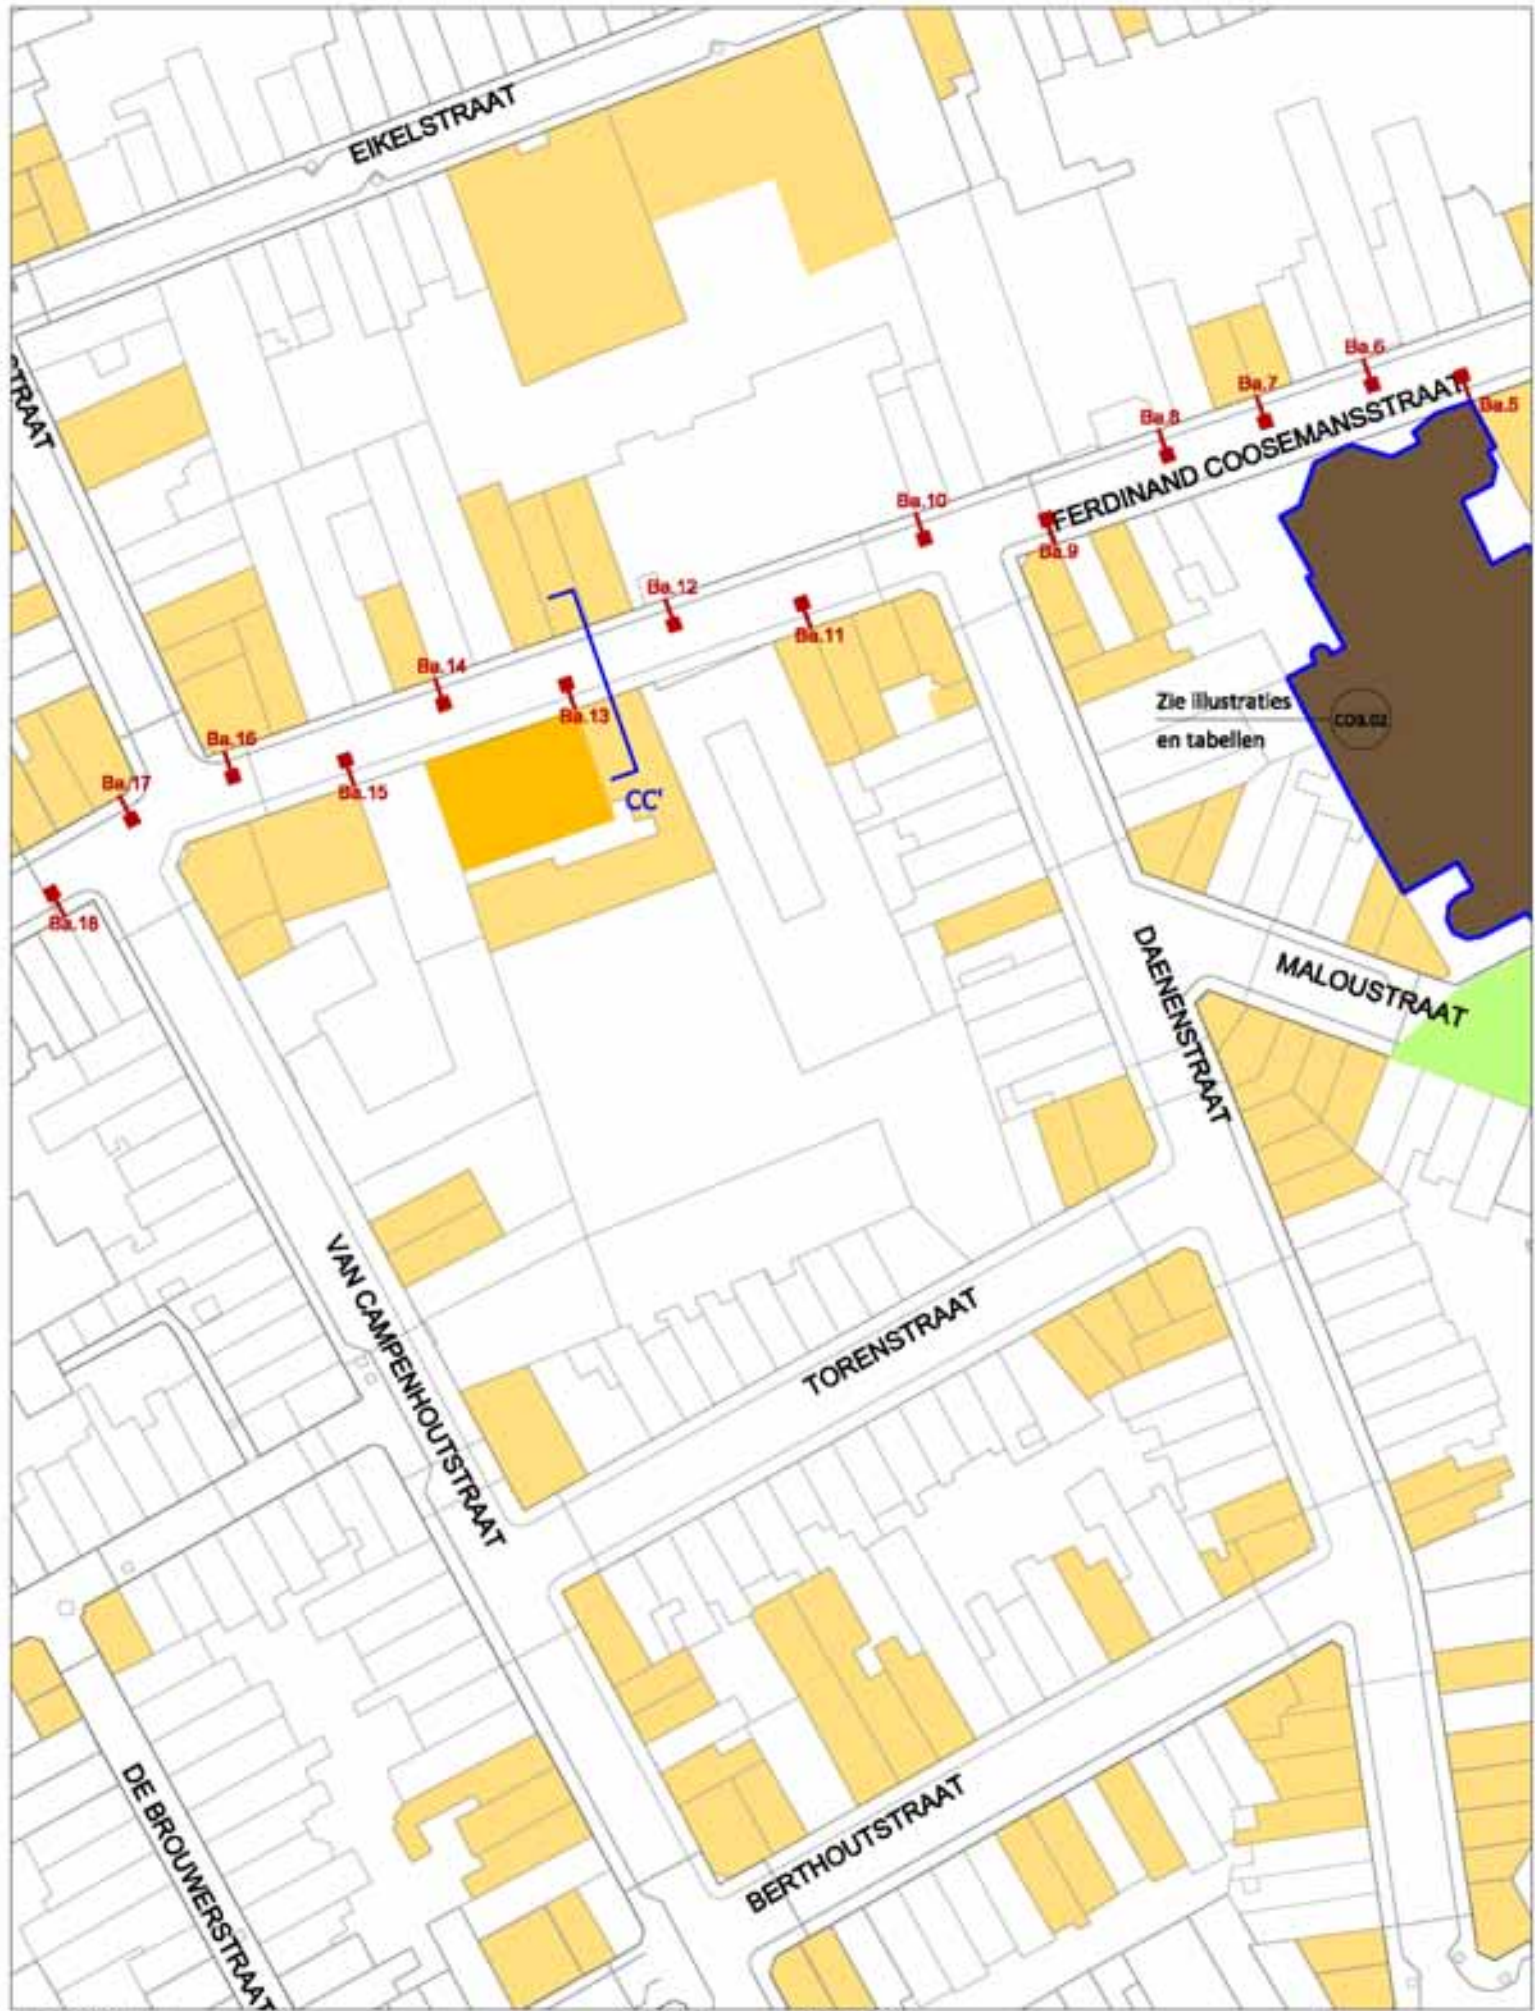 EIKELSTRAAT
STRAAT
Ba.6
Ba.7
Ba.5
Ba.8
FERDINAND COOSEMANSSTRAAT
Ba.10
Ba.9
Ba.12
Ba.11
Ba.14
Ba.13
Ba.16
Ba.15
Ba.17
Ba.18
CC'
Zie illustraties
en tabellen
C09.02
MALOUSTRAAT
DAENENSTRAAT
VAN CAMPENHOUTSTRAAT
TORENSTRAAT
BERTHOUTSTRAAT
DE BROUWERSTRAAT